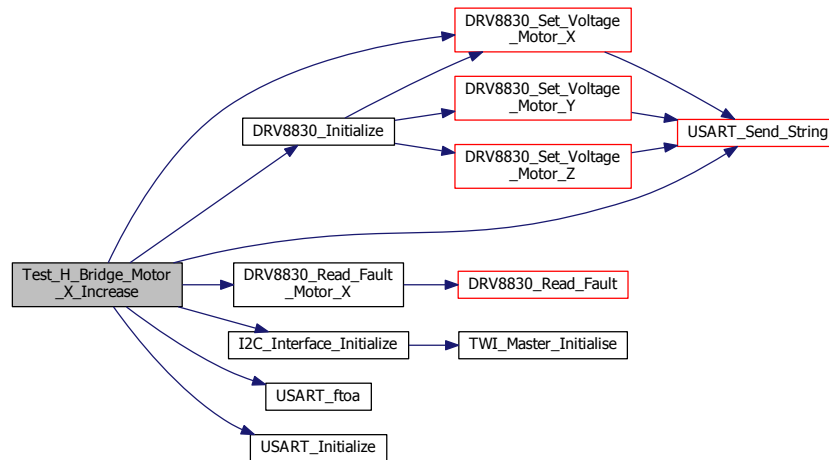 DRV8830_Set_Voltage
_Motor_X
DRV8830_Initialize
DRV8830_Set_Voltage
_Motor_Y
USART_Send_String
DRV8830_Set_Voltage
_Motor_Z
Test_H_Bridge_Motor
_X_Increase
DRV8830_Read_Fault
_Motor_X
DRV8830_Read_Fault
I2C_Interface_Initialize
TWI_Master_Initialise
USART_ftoa
USART_Initialize